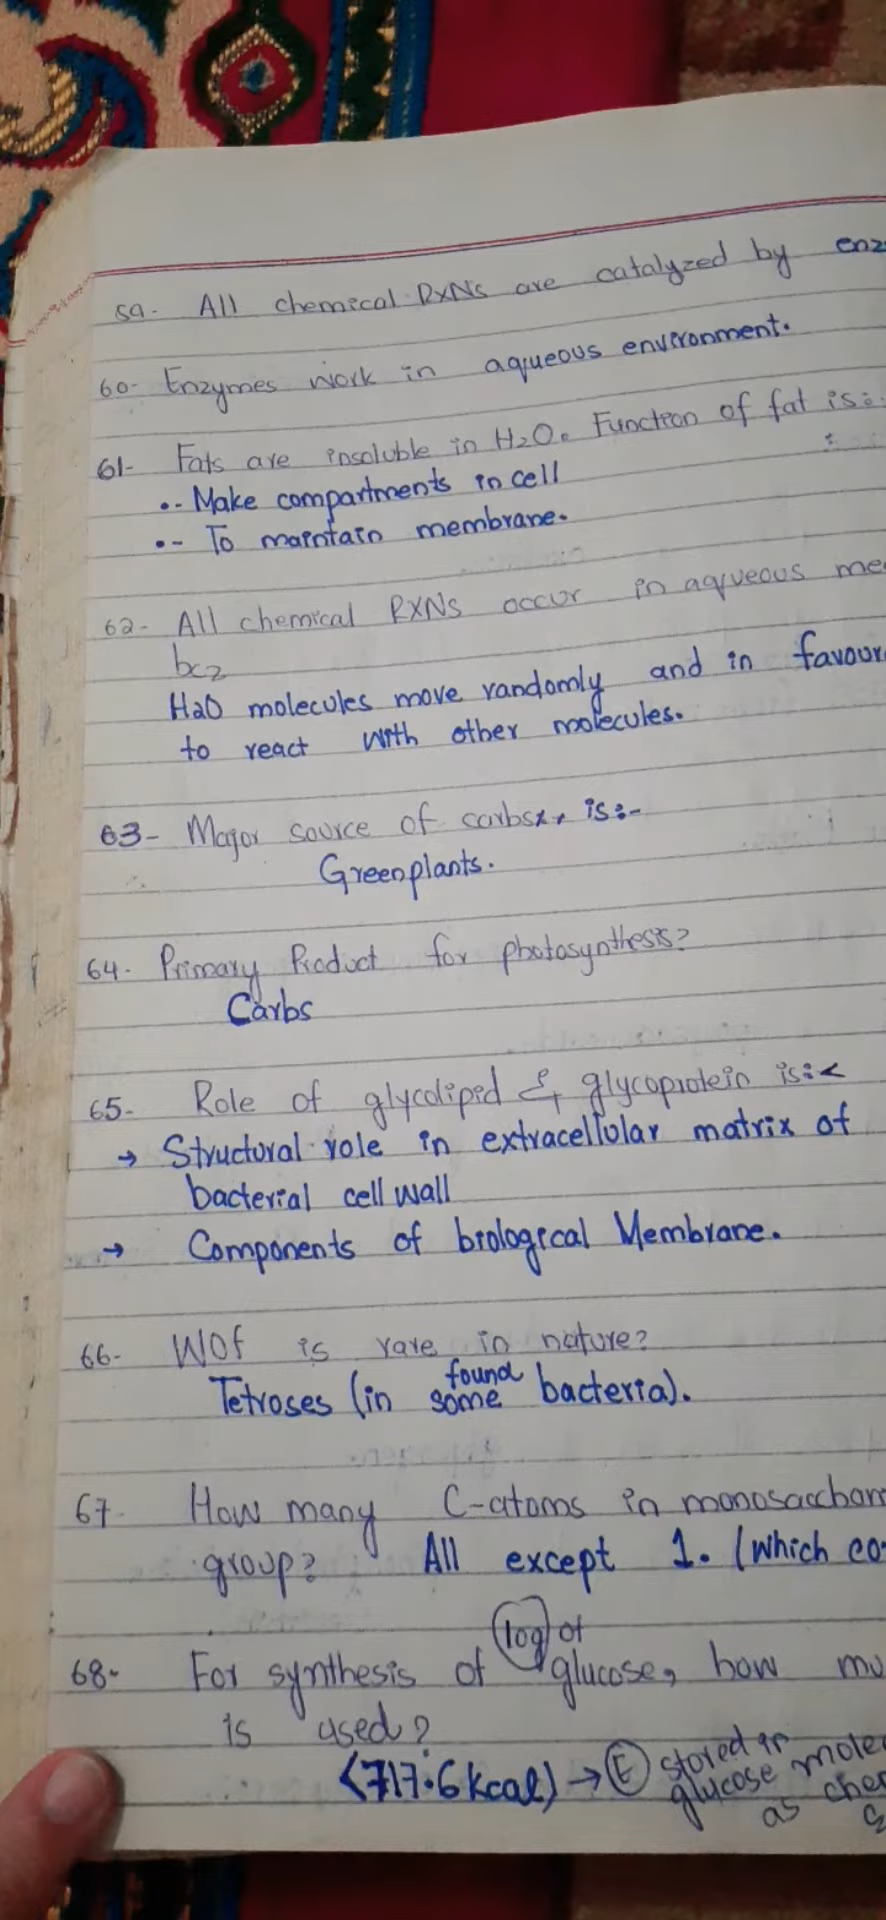 59- All chemical RXNs are catalyzed by enz
60- Enzymes work in aqueous environment.
61- Fats are insoluble in H2O. Function of fat is:-
•- Make compartments in cell
•- To maintain membrane.
62- All chemical RXNs occur in aqueous me
bcz
H2O molecules move randomly and in favour
to react with other molecules.
63- Major source of carbs is:-
Greenplants.
64- Primary Product for photosynthesis?
Carbs
65- Role of glycolipid & glycoprotein is:<
→ Structural role in extracellular matrix of
bacterial cell wall
→ Components of biological Membrane.
66- WOf is rare in nature?
Tetroses (in found some bacteria).
67- How many C-atoms in monosacchar
group? All except 1. (which co
68- For synthesis of 10g of glucose, how mu
is used?
(717.6 Kcal) → (E) stored in
glucose mole
as che